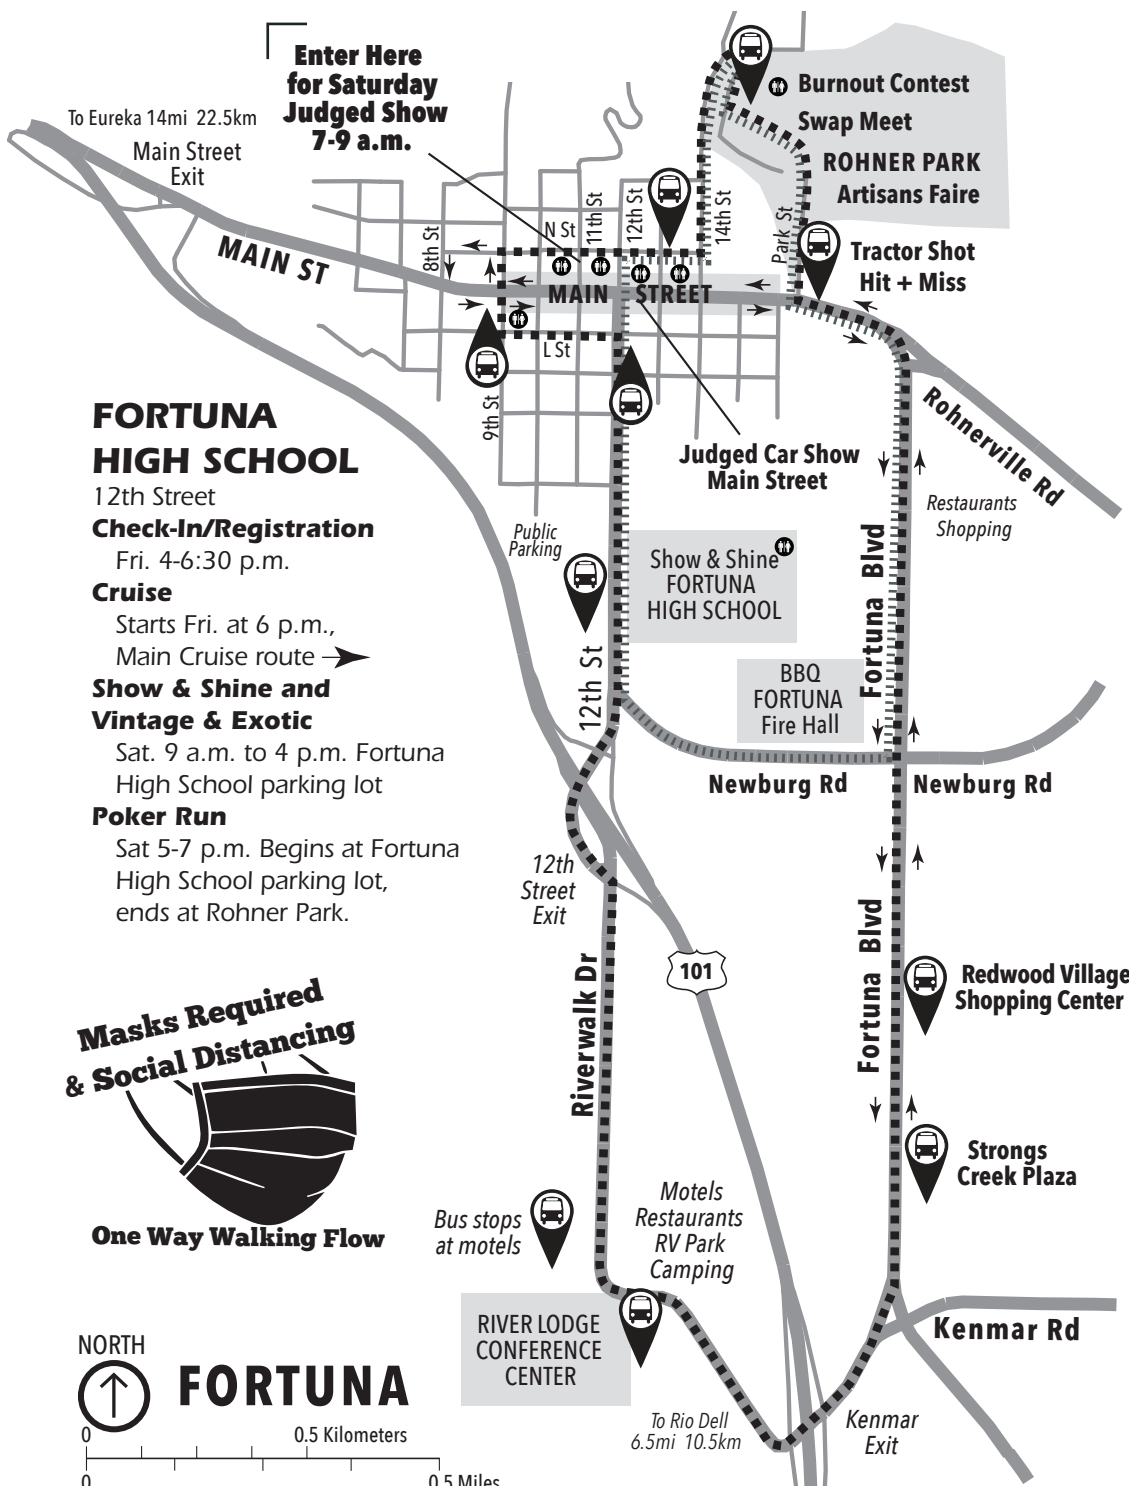 Enter Here
for Saturday
Judged Show
7-9 a.m.
To Eureka 14mi 22.5km
Main Street
Exit
MAIN ST
8th St
N St
11th St
12th St
14th St
Park St
Burnout Contest
Swap Meet
ROHNER PARK
Artisans Faire
Tractor Shot
Hit + Miss
MAIN STREET
L St
9th St
Rohnerville Rd
Judged Car Show
Main Street
Restaurants
Shopping
FORTUNA
HIGH SCHOOL
12th Street
Check-In/Registration
Fri. 4-6:30 p.m.
Cruise
Starts Fri. at 6 p.m.,
Main Cruise route
Show & Shine and
Vintage & Exotic
Sat. 9 a.m. to 4 p.m. Fortuna
High School parking lot
Poker Run
Sat 5-7 p.m. Begins at Fortuna
High School parking lot,
ends at Rohner Park.
Public
Parking
Show & Shine
FORTUNA
HIGH SCHOOL
12th St
Fortuna Blvd
BBQ
FORTUNA
Fire Hall
Newburg Rd
Newburg Rd
12th
Street
Exit
101
Riverwalk Dr
Fortuna Blvd
Redwood Village
Shopping Center
Strongs
Creek Plaza
Masks Required
& Social Distancing
One Way Walking Flow
Bus stops
at motels
Motels
Restaurants
RV Park
Camping
RIVER LODGE
CONFERENCE
CENTER
Kenmar Rd
To Rio Dell
6.5mi 10.5km
Kenmar
Exit
NORTH
FORTUNA
0 0.5 Kilometers
0 0.5 Miles